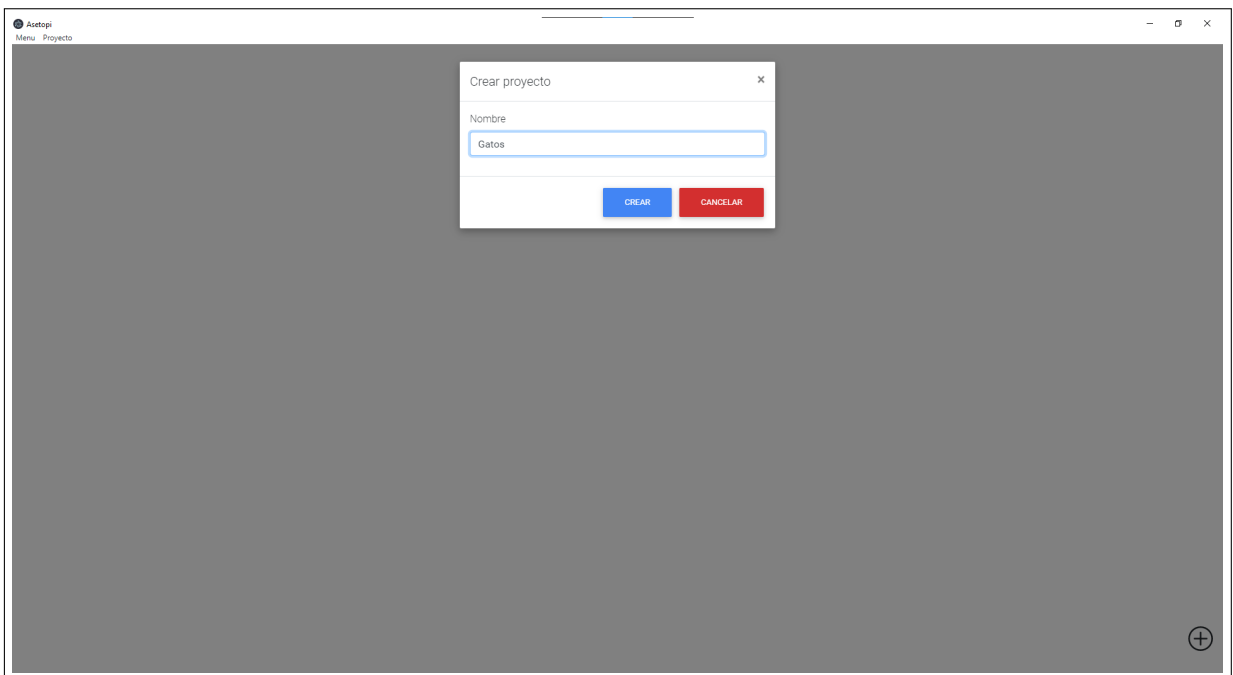 Asetopi
Menu Proyecto
Crear proyecto
Nombre
Gatos
CREAR CANCELAR